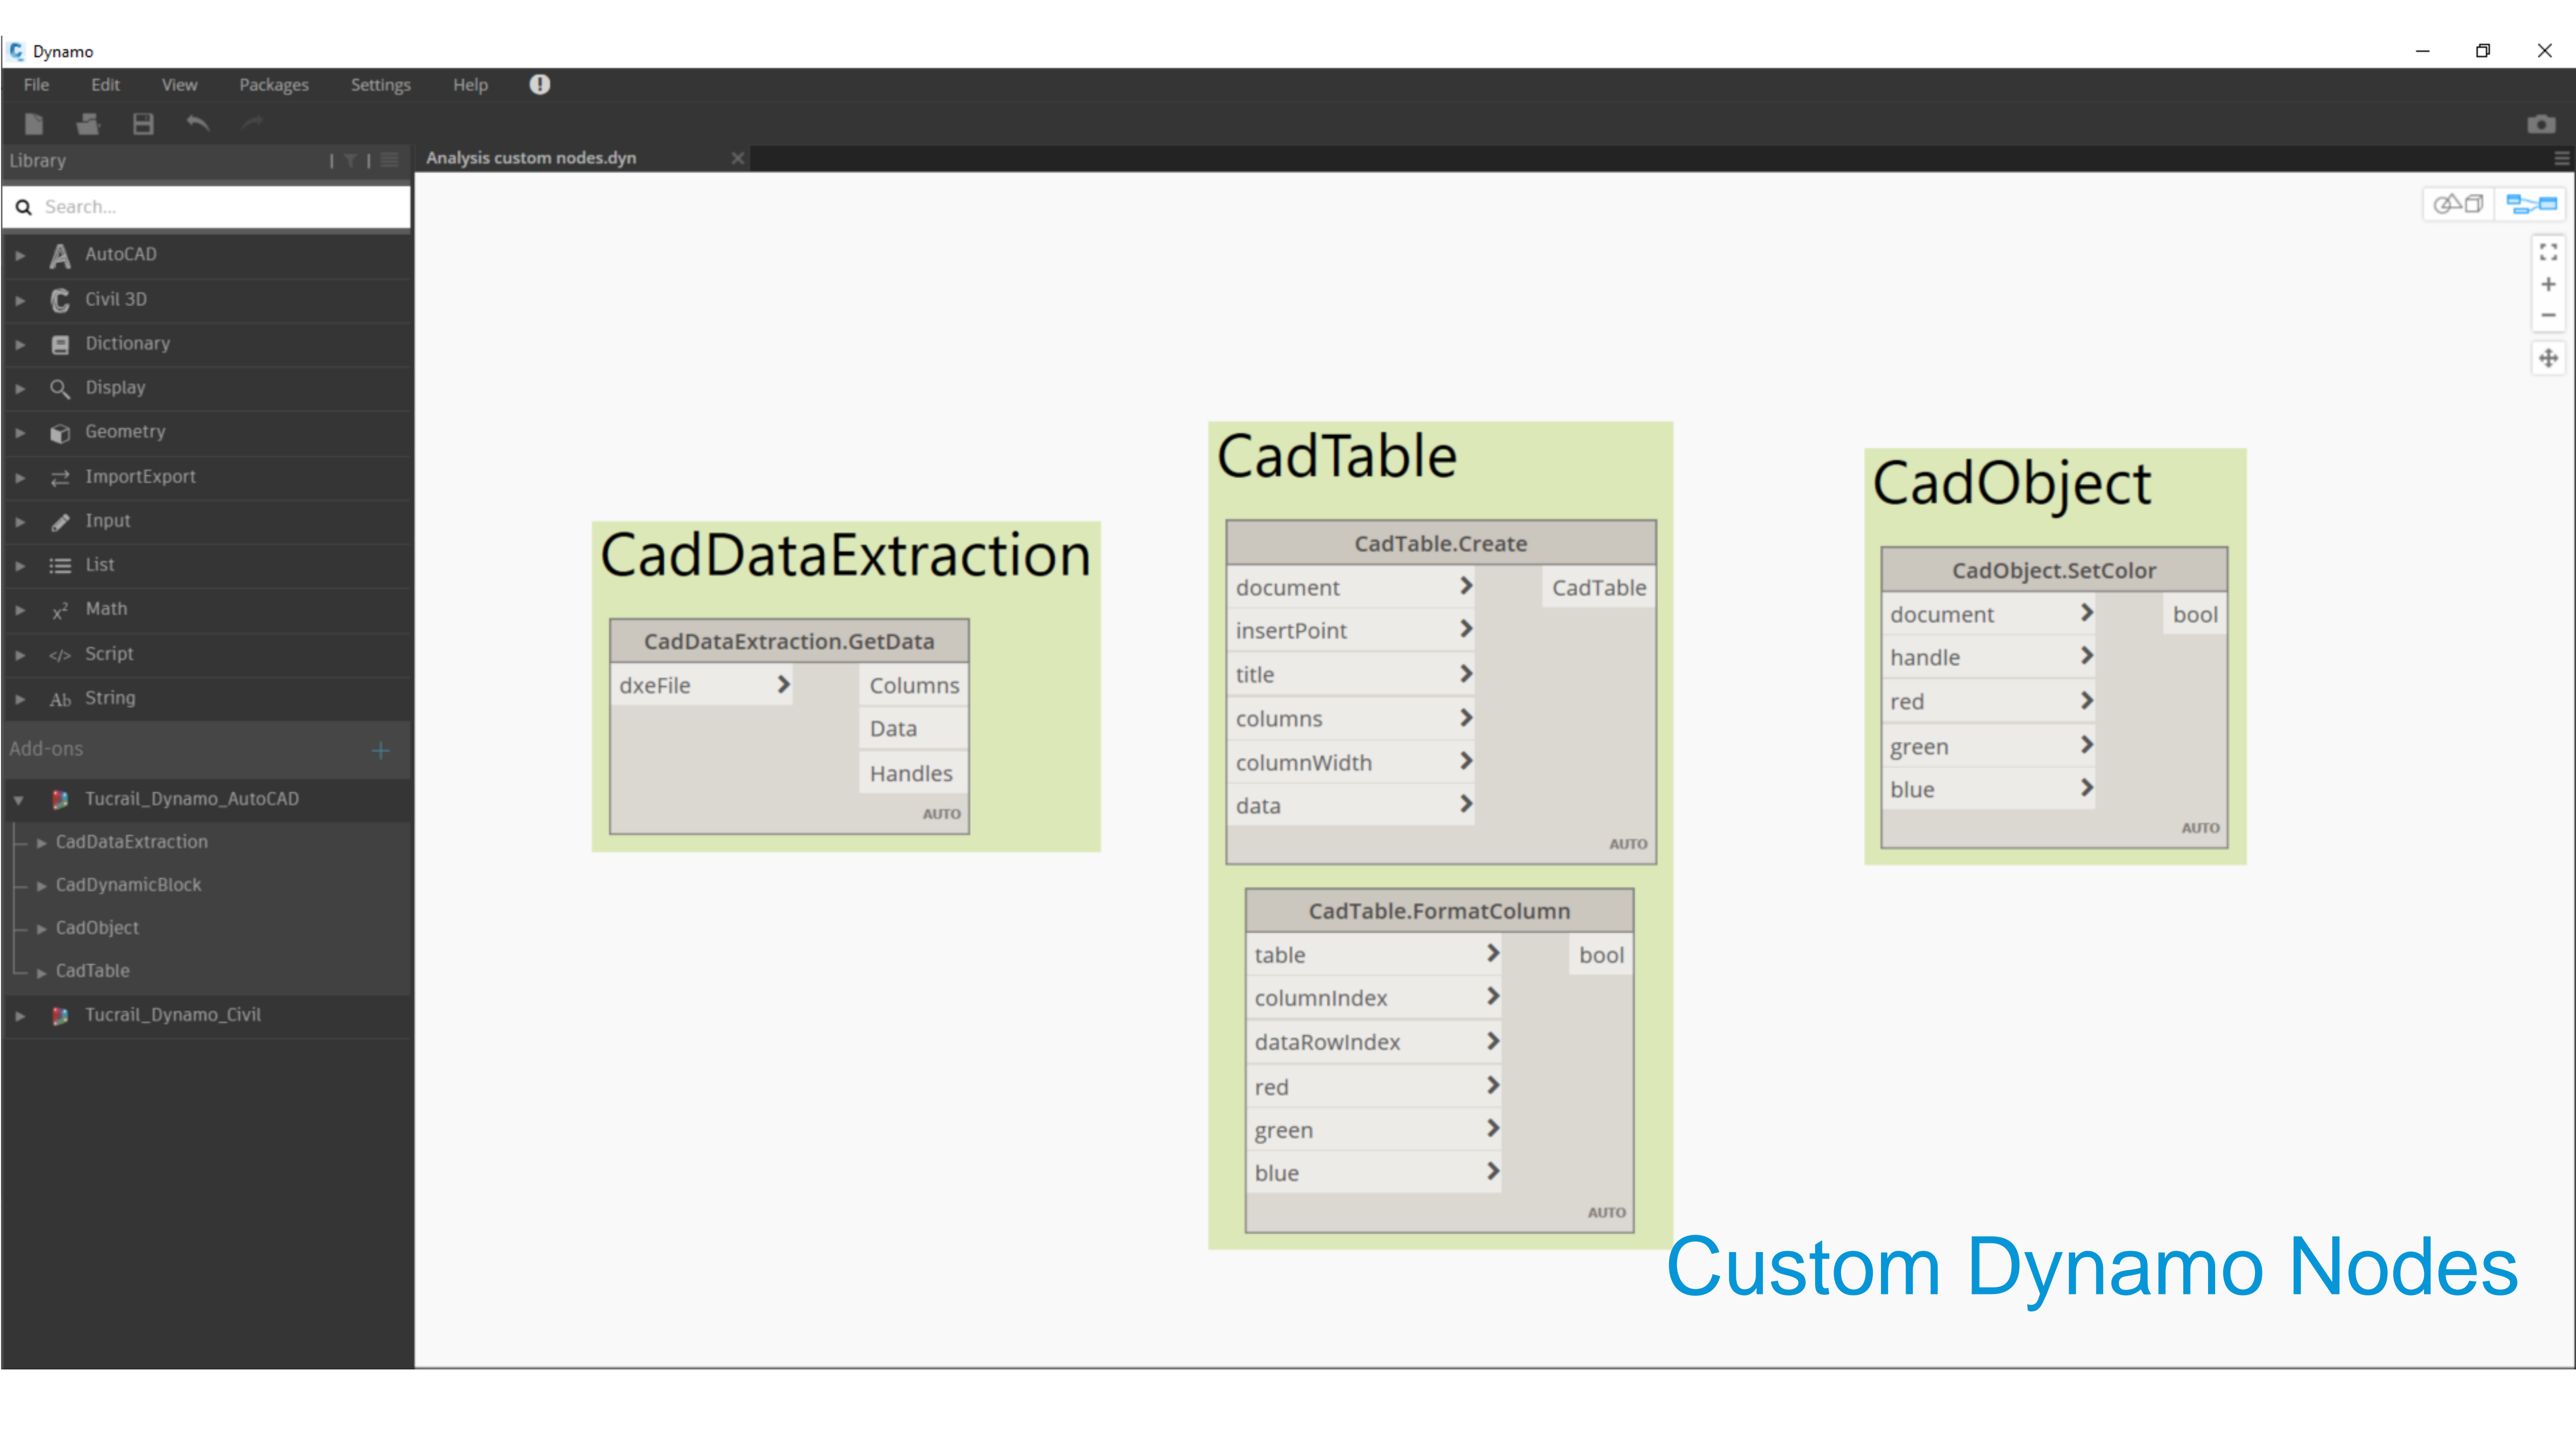 Dynamo
File Edit View Packages Settings Help
Library
Analysis custom nodes.dyn
Search...
AutoCAD
Civil 3D
Dictionary
Display
Geometry
ImportExport
Input
List
Math
Script
String
Add-ons
Tucrail_Dynamo_AutoCAD
CadDataExtraction
CadDynamicBlock
CadObject
CadTable
Tucrail_Dynamo_Civil
CadDataExtraction
CadDataExtraction.GetData
dxeFile Columns
Data
Handles
AUTO
CadTable
CadTable.Create
document CadTable
insertPoint
title
columns
columnWidth
data
AUTO
CadTable.FormatColumn
table bool
columnIndex
dataRowIndex
red
green
blue
AUTO
CadObject
CadObject.SetColor
document bool
handle
red
green
blue
AUTO
Custom Dynamo Nodes